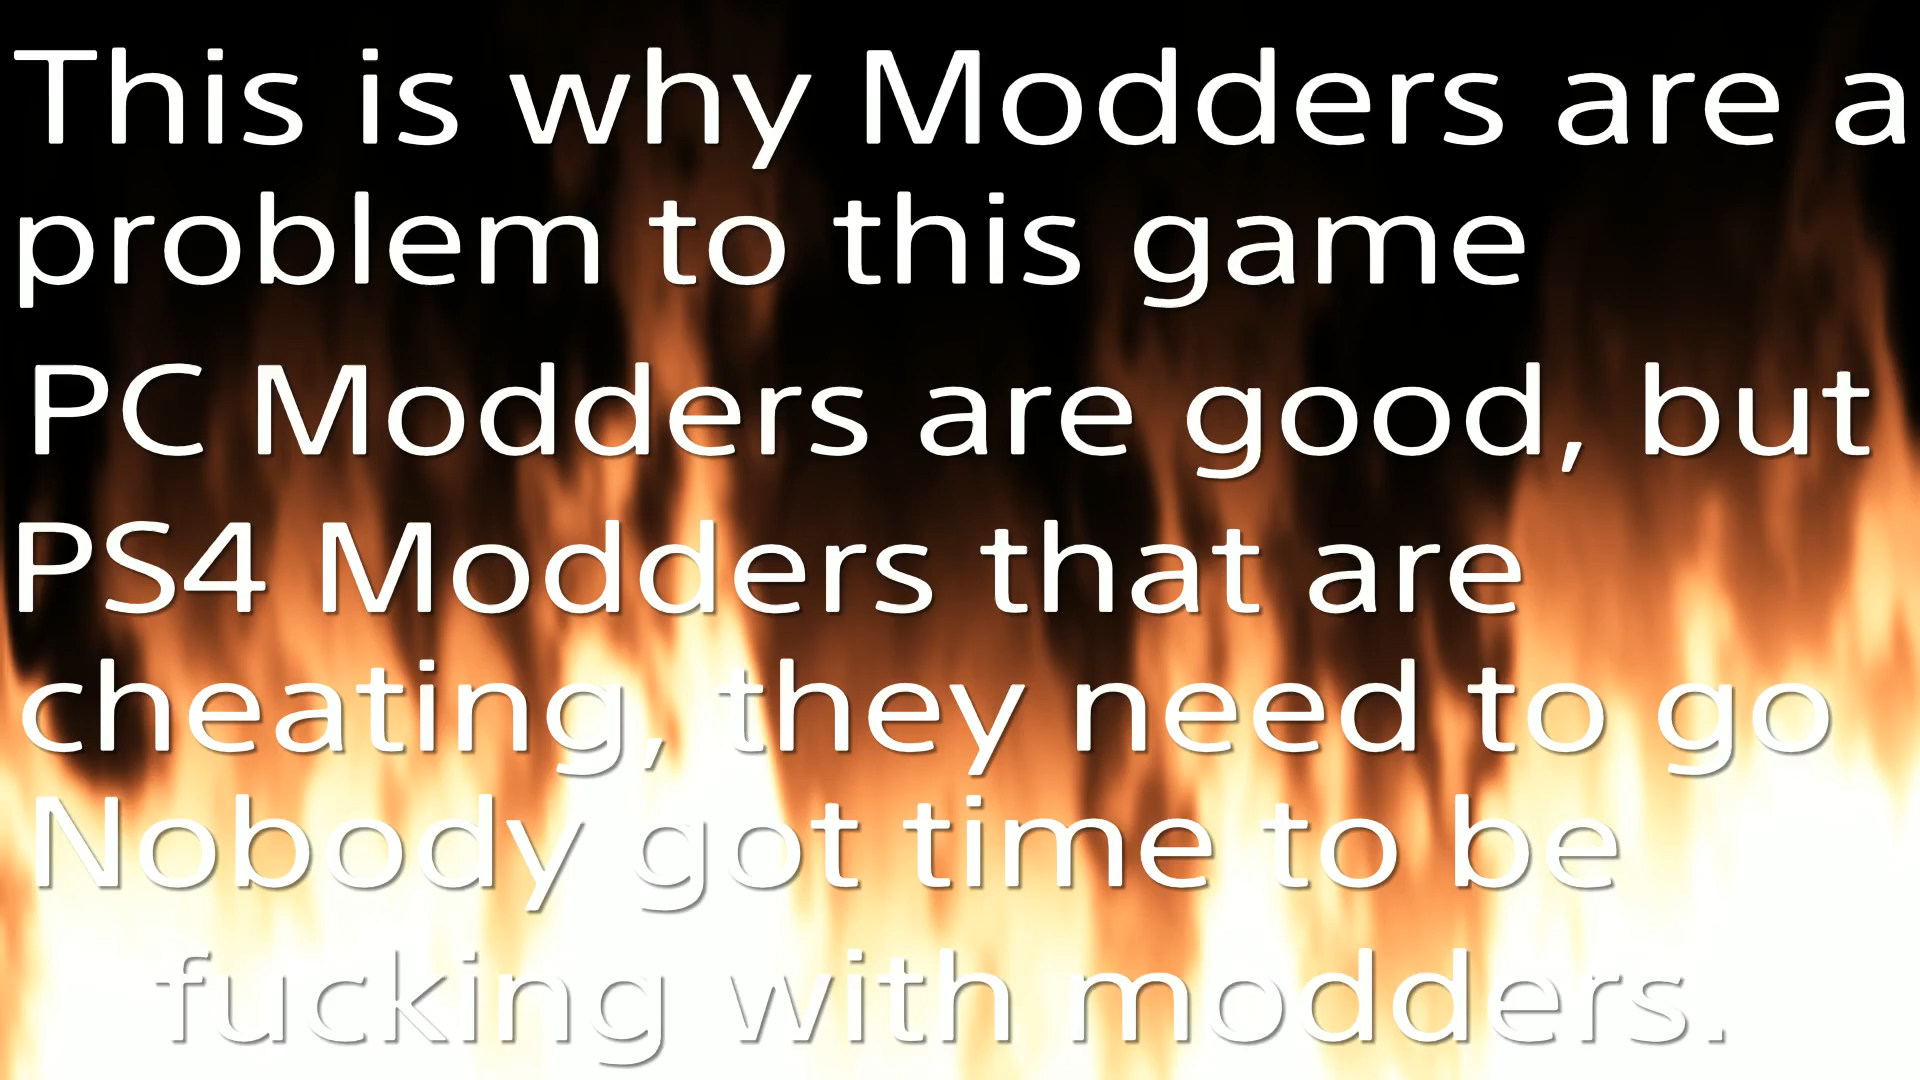 This is why Modders are a
problem to this game
PC Modders are good, but
PS4 Modders that are
cheating, they need to go
Nobody got time to be
fucking with modders.